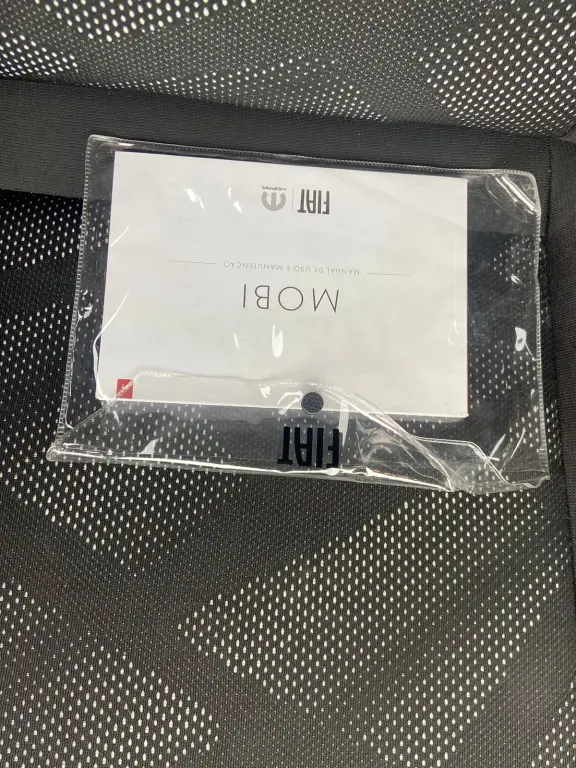 FIAT
MOBI
MANUAL DE USO E MANUTENÇÃO
FIAT | MOPAR